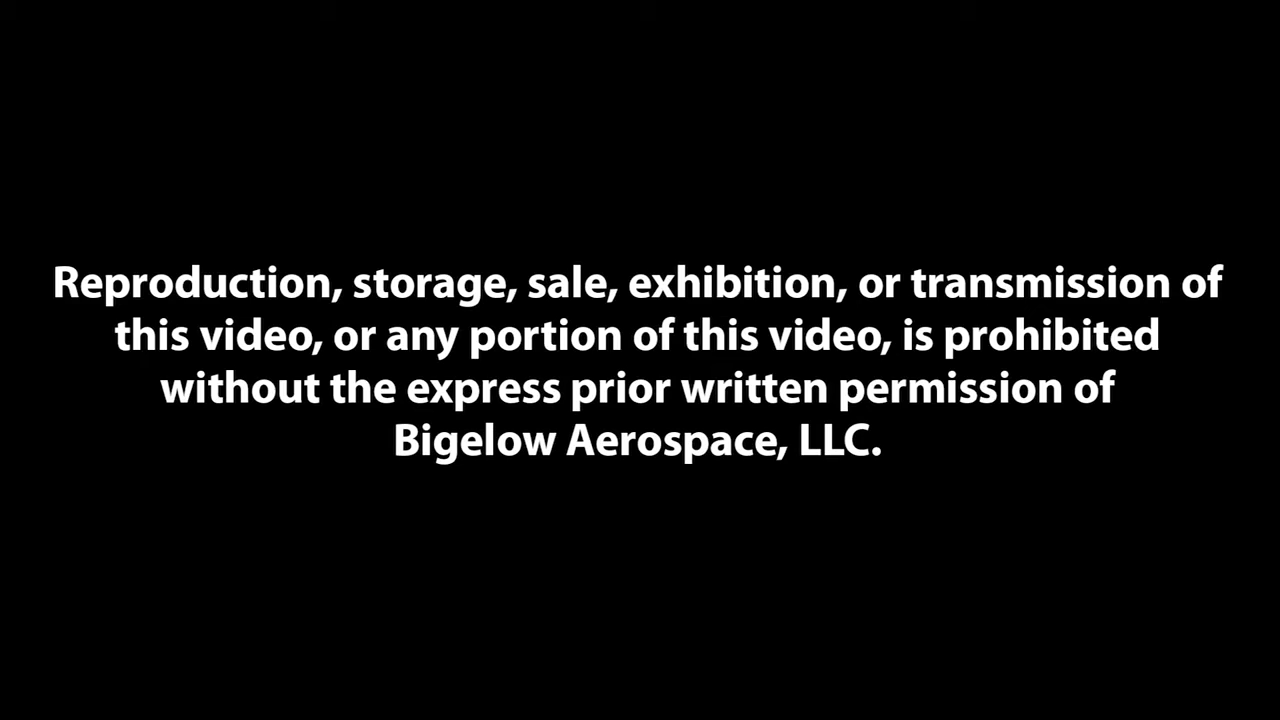 Reproduction, storage, sale, exhibition, or transmission of
this video, or any portion of this video, is prohibited
without the express prior written permission of
Bigelow Aerospace, LLC.